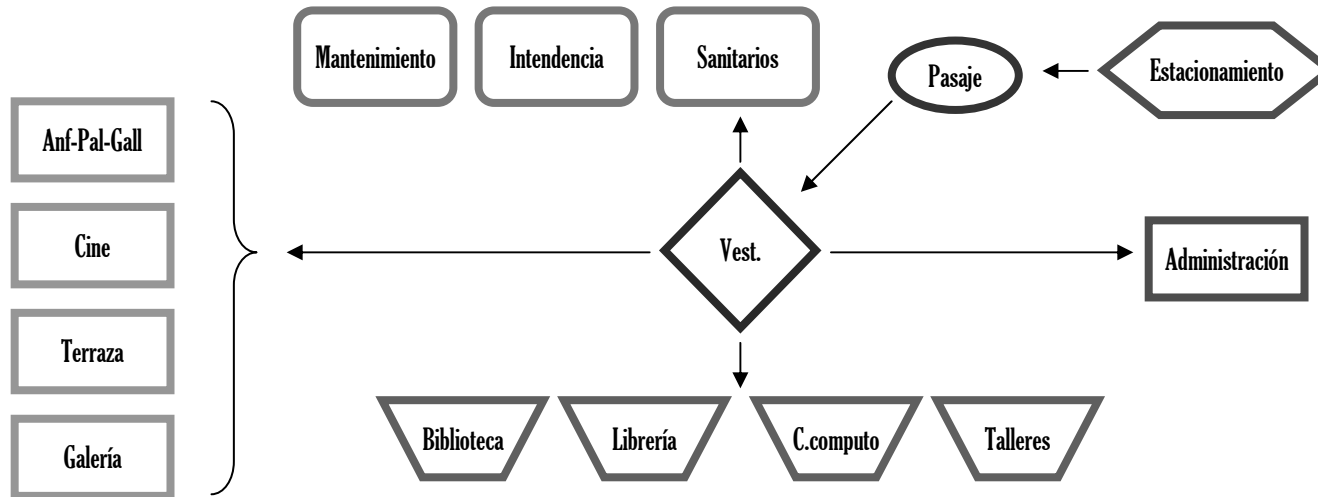 Mantenimiento
Intendencia
Sanitarios
Pasaje
Estacionamiento
Anf-Pal-Gall
Cine
Vest.
Administración
Terraza
Galería
Biblioteca
Librería
C.computo
Talleres